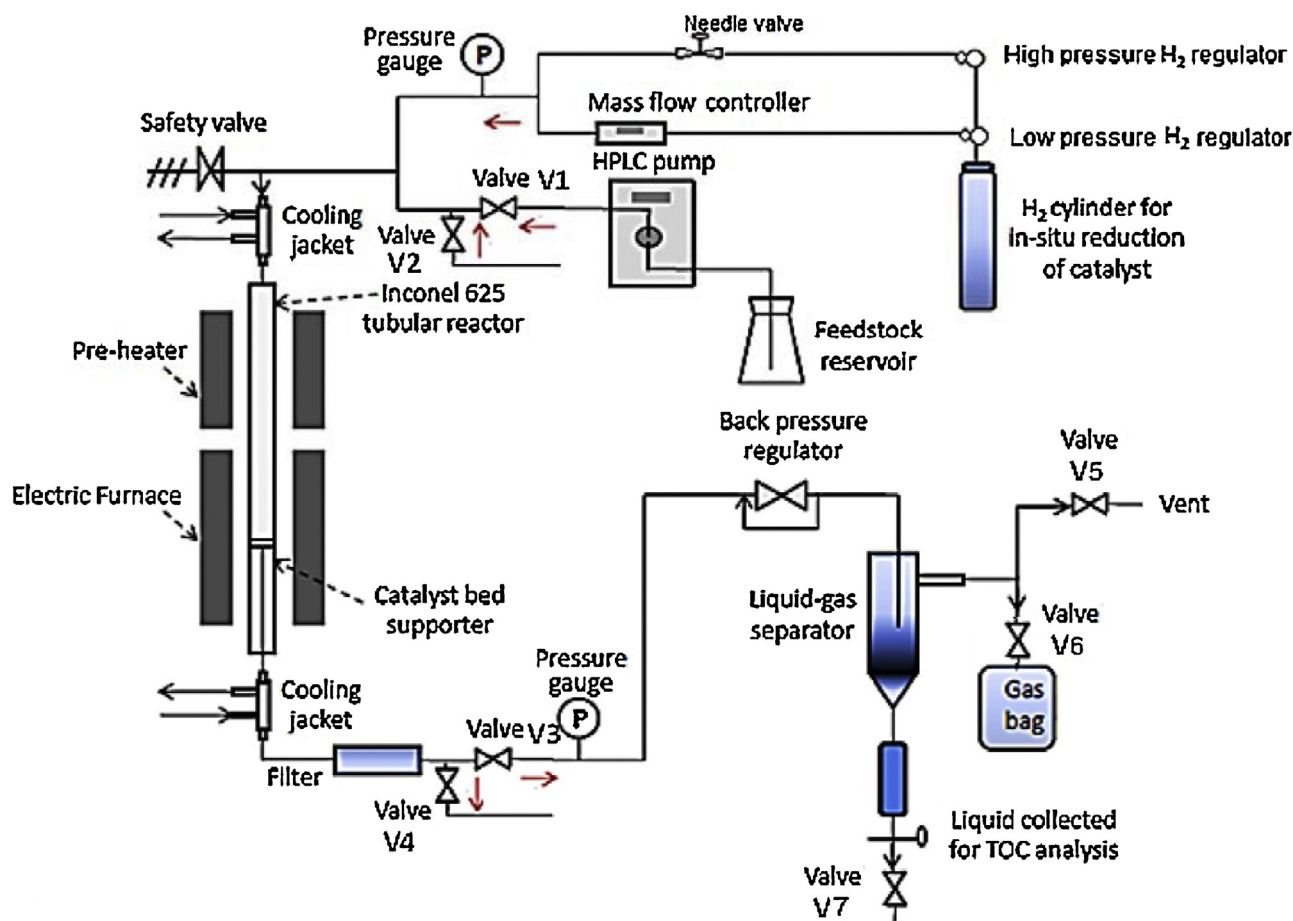 Needle valve
Pressure
gauge
P
High pressure H₂ regulator
Mass flow controller
Safety valve
Low pressure H₂ regulator
HPLC pump
Valve V1
Cooling
jacket
Valve
V2
H₂ cylinder for
in-situ reduction
of catalyst
Inconel 625
tubular reactor
Feedstock
reservoir
Pre-heater
Back pressure
regulator
Valve
V5
Electric Furnace
Vent
Catalyst bed
supporter
Liquid-gas
separator
Valve
V6
Pressure
gauge
P
Gas
bag
Cooling
jacket
Valve V3
Filter
Valve
V4
Liquid collected
for TOC analysis
Valve
V7